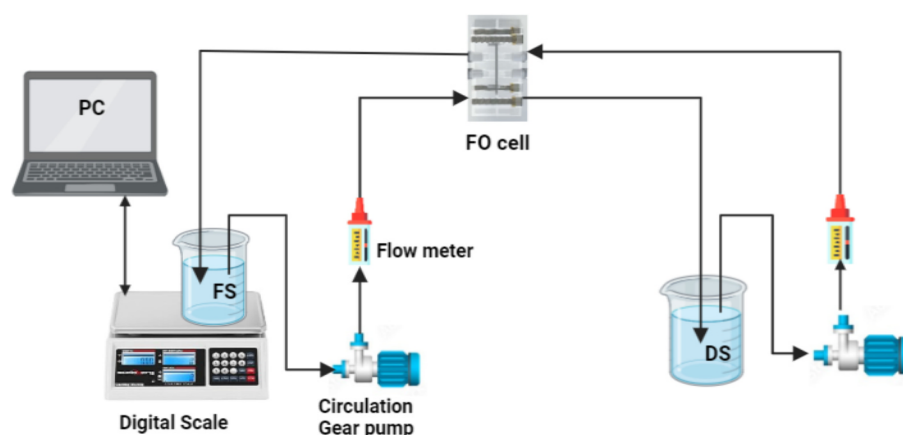 PC
FO cell
Flow meter
FS
DS
Circulation
Gear pump
Digital Scale